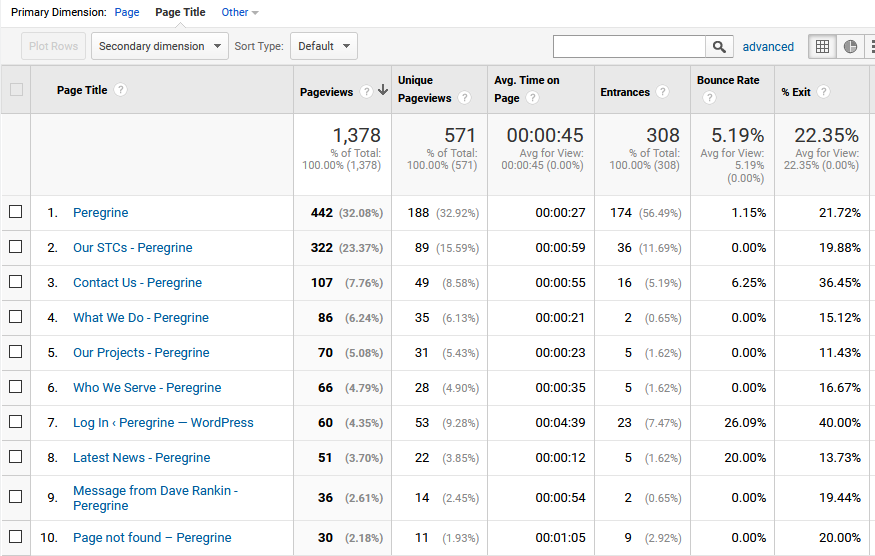 Primary Dimension: Page Page Title Other
Plot Rows Secondary dimension Sort Type: Default advanced
Page Title ? Pageviews ? Unique Pageviews ? Avg. Time on Page ? Entrances ? Bounce Rate ? % Exit ?
1,378 571 00:00:45 308 5.19% 22.35%
% of Total: % of Total: Avg for View: % of Total: Avg for View: Avg for View:
100.00% (1,378) 100.00% (571) 00:00:45 (0.00%) 100.00% (308) 5.19% 22.35% (0.00%)
(0.00%)
1. Peregrine 442 (32.08%) 188 (32.92%) 00:00:27 174 (56.49%) 1.15% 21.72%
2. Our STCs - Peregrine 322 (23.37%) 89 (15.59%) 00:00:59 36 (11.69%) 0.00% 19.88%
3. Contact Us - Peregrine 107 (7.76%) 49 (8.58%) 00:00:55 16 (5.19%) 6.25% 36.45%
4. What We Do - Peregrine 86 (6.24%) 35 (6.13%) 00:00:21 2 (0.65%) 0.00% 15.12%
5. Our Projects - Peregrine 70 (5.08%) 31 (5.43%) 00:00:23 5 (1.62%) 0.00% 11.43%
6. Who We Serve - Peregrine 66 (4.79%) 28 (4.90%) 00:00:35 5 (1.62%) 0.00% 16.67%
7. Log In ‹ Peregrine — WordPress 60 (4.35%) 53 (9.28%) 00:04:39 23 (7.47%) 26.09% 40.00%
8. Latest News - Peregrine 51 (3.70%) 22 (3.85%) 00:00:12 5 (1.62%) 20.00% 13.73%
9. Message from Dave Rankin - Peregrine 36 (2.61%) 14 (2.45%) 00:00:54 2 (0.65%) 0.00% 19.44%
10. Page not found – Peregrine 30 (2.18%) 11 (1.93%) 00:01:05 9 (2.92%) 0.00% 20.00%